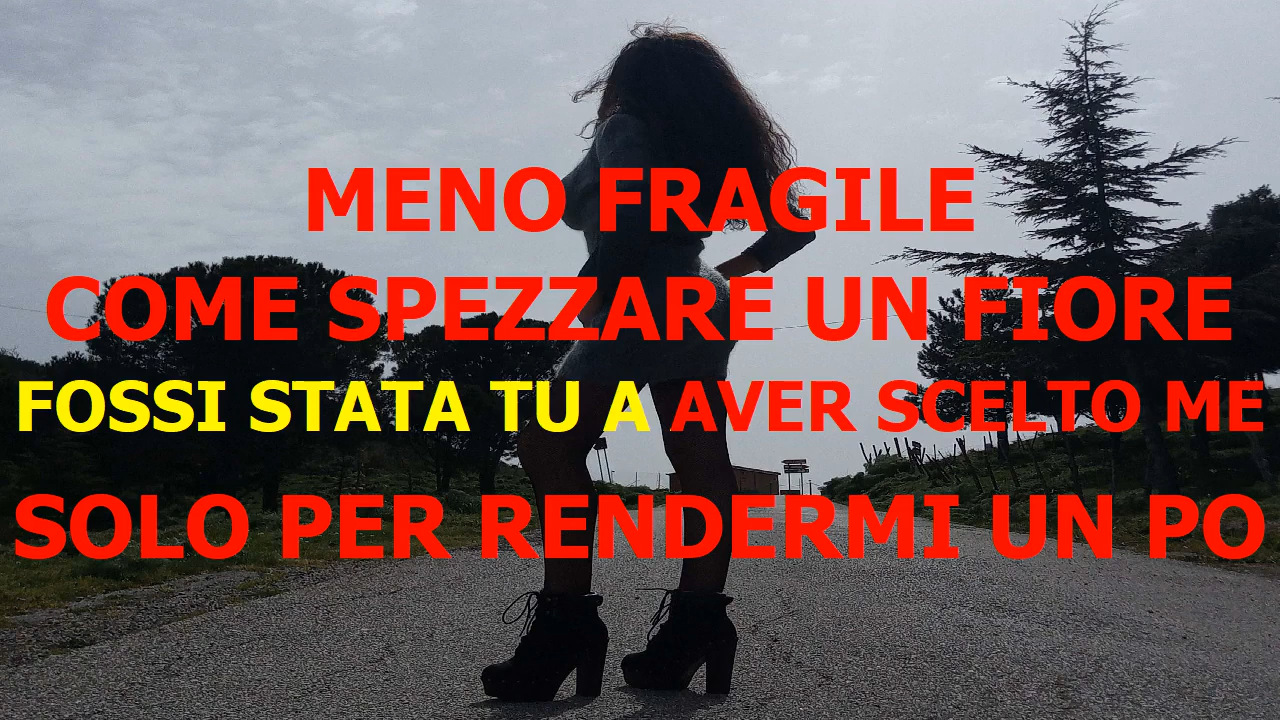 MENO FRAGILE
COME SPEZZARE UN FIORE
FOSSI STATA TU A AVER SCELTO ME
SOLO PER RENDERMI UN PO